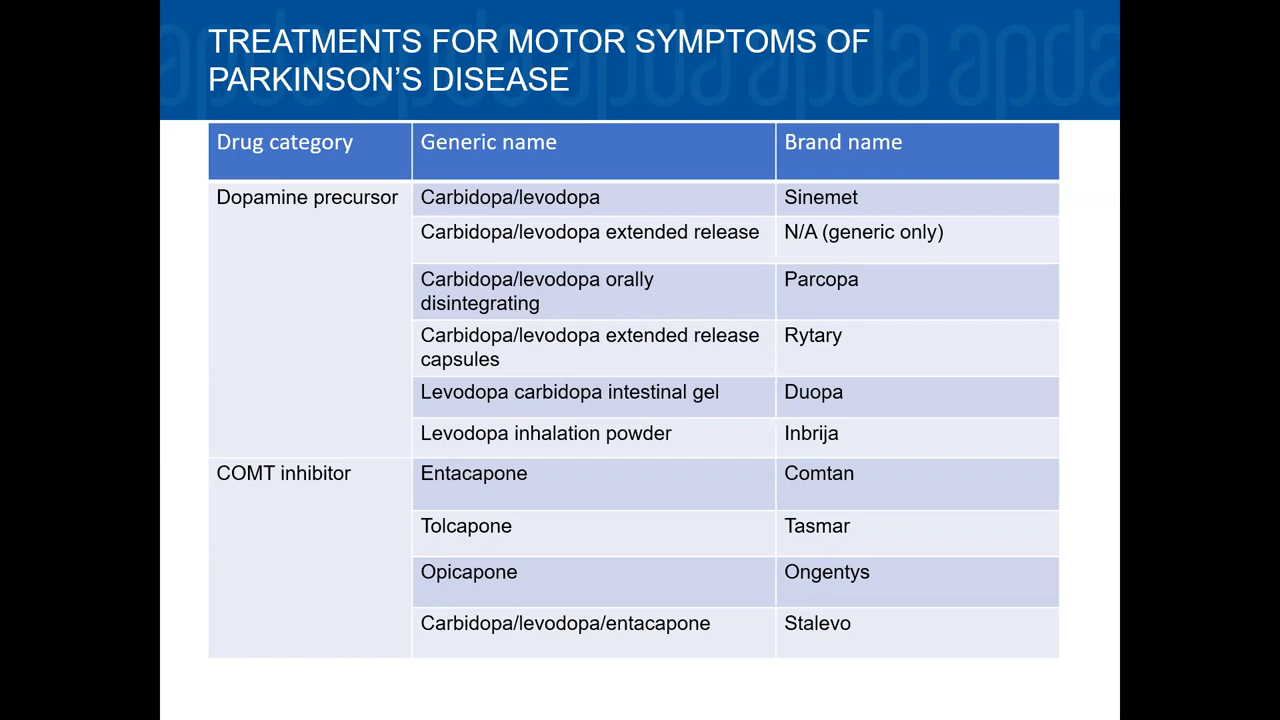 TREATMENTS FOR MOTOR SYMPTOMS OF
PARKINSON'S DISEASE
Drug category Generic name Brand name
Dopamine precursor Carbidopa/levodopa Sinemet
Carbidopa/levodopa extended release N/A (generic only)
Carbidopa/levodopa orally
disintegrating Parcopa
Carbidopa/levodopa extended release
capsules Rytary
Levodopa carbidopa intestinal gel Duopa
Levodopa inhalation powder Inbrija
COMT inhibitor Entacapone Comtan
Tolcapone Tasmar
Opicapone Ongentys
Carbidopa/levodopa/entacapone Stalevo